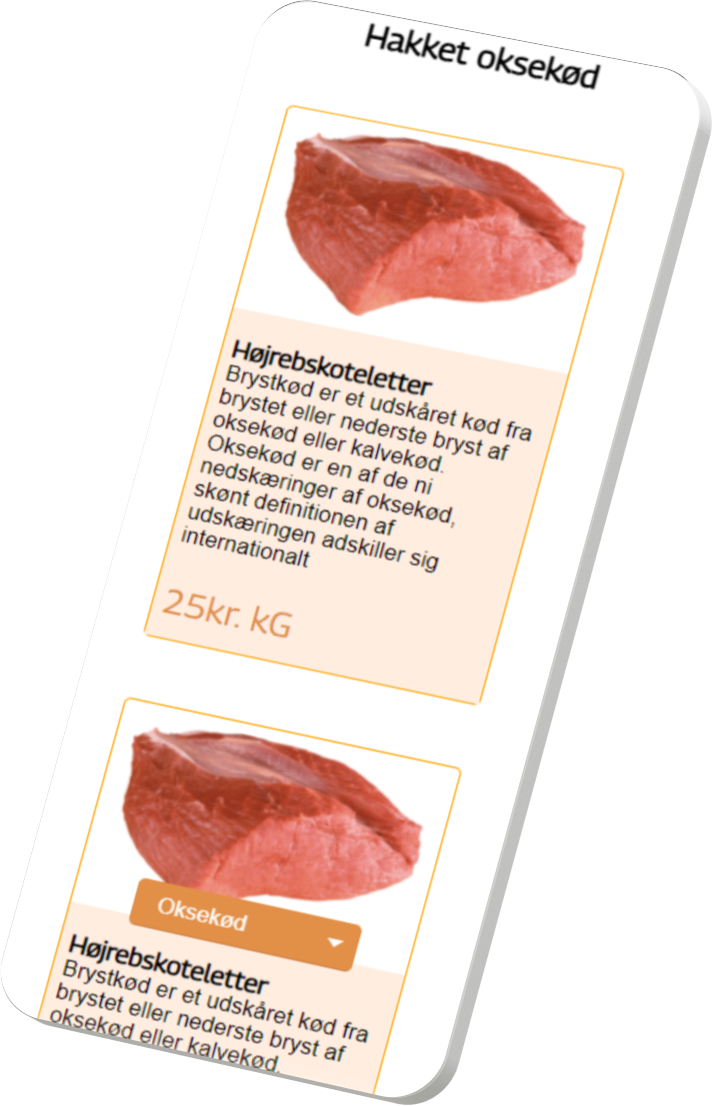 Hakket oksekød
Højrebskoteletter
Brystkød er et udskåret kød fra
brystet eller nederste bryst af
oksekød eller kalvekød.
Oksekød er en af de ni
nedskæringer af oksekød,
skønt definitionen af
udskæringen adskiller sig
internationalt
25kr. kG
Oksekød
Højrebskoteletter
Brystkød er et udskåret kød fra
brystet eller nederste bryst af
oksekød eller kalvekød.